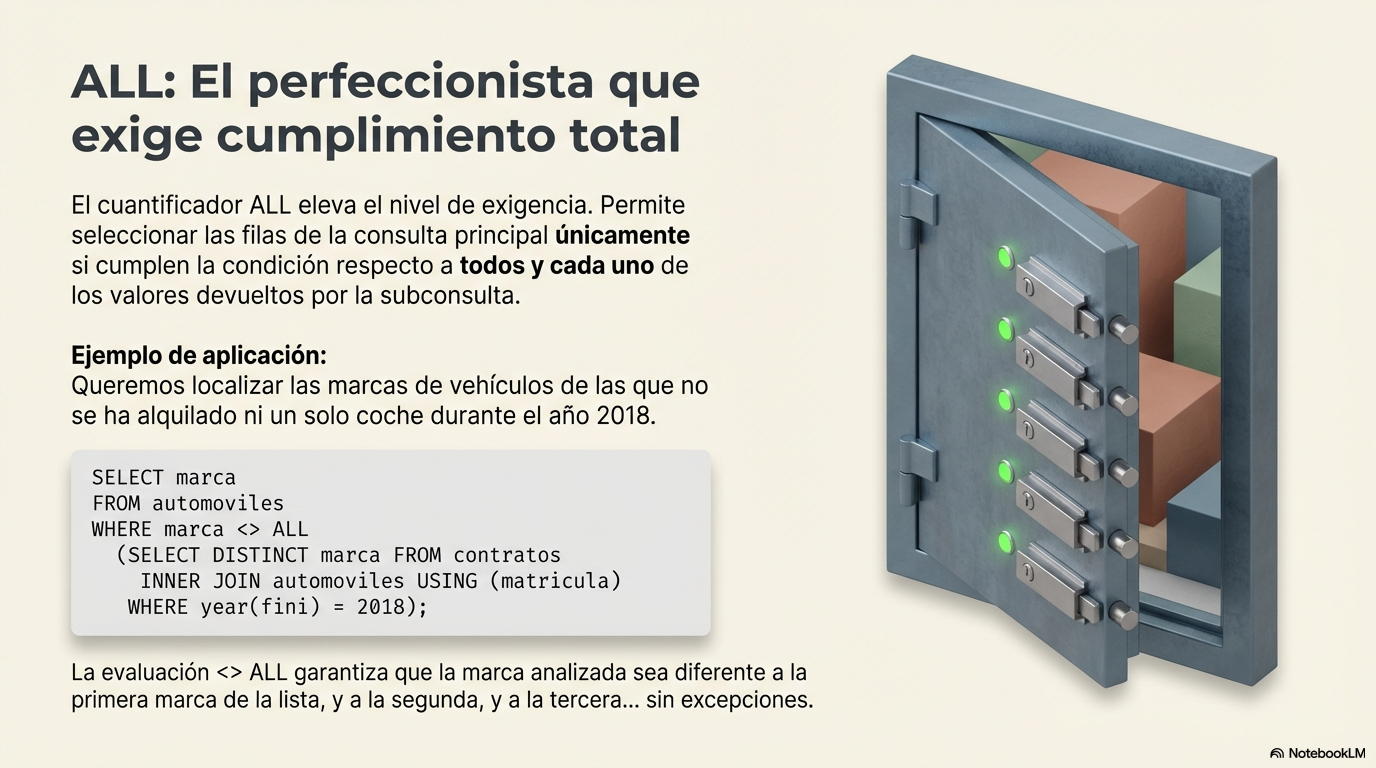 ALL: El perfeccionista que
exige cumplimiento total
El cuantificador ALL eleva el nivel de exigencia. Permite
seleccionar las filas de la consulta principal únicamente
si cumplen la condición respecto a todos y cada uno de
los valores devueltos por la subconsulta.
Ejemplo de aplicación:
Queremos localizar las marcas de vehículos de las que no
se ha alquilado ni un solo coche durante el año 2018.
SELECT marca
FROM automoviles
WHERE marca <> ALL
  (SELECT DISTINCT marca FROM contratos
    INNER JOIN automoviles USING (matricula)
   WHERE year(fini) = 2018);
La evaluación <> ALL garantiza que la marca analizada sea diferente a la
primera marca de la lista, y a la segunda, y a la tercera... sin excepciones.
NotebookLM